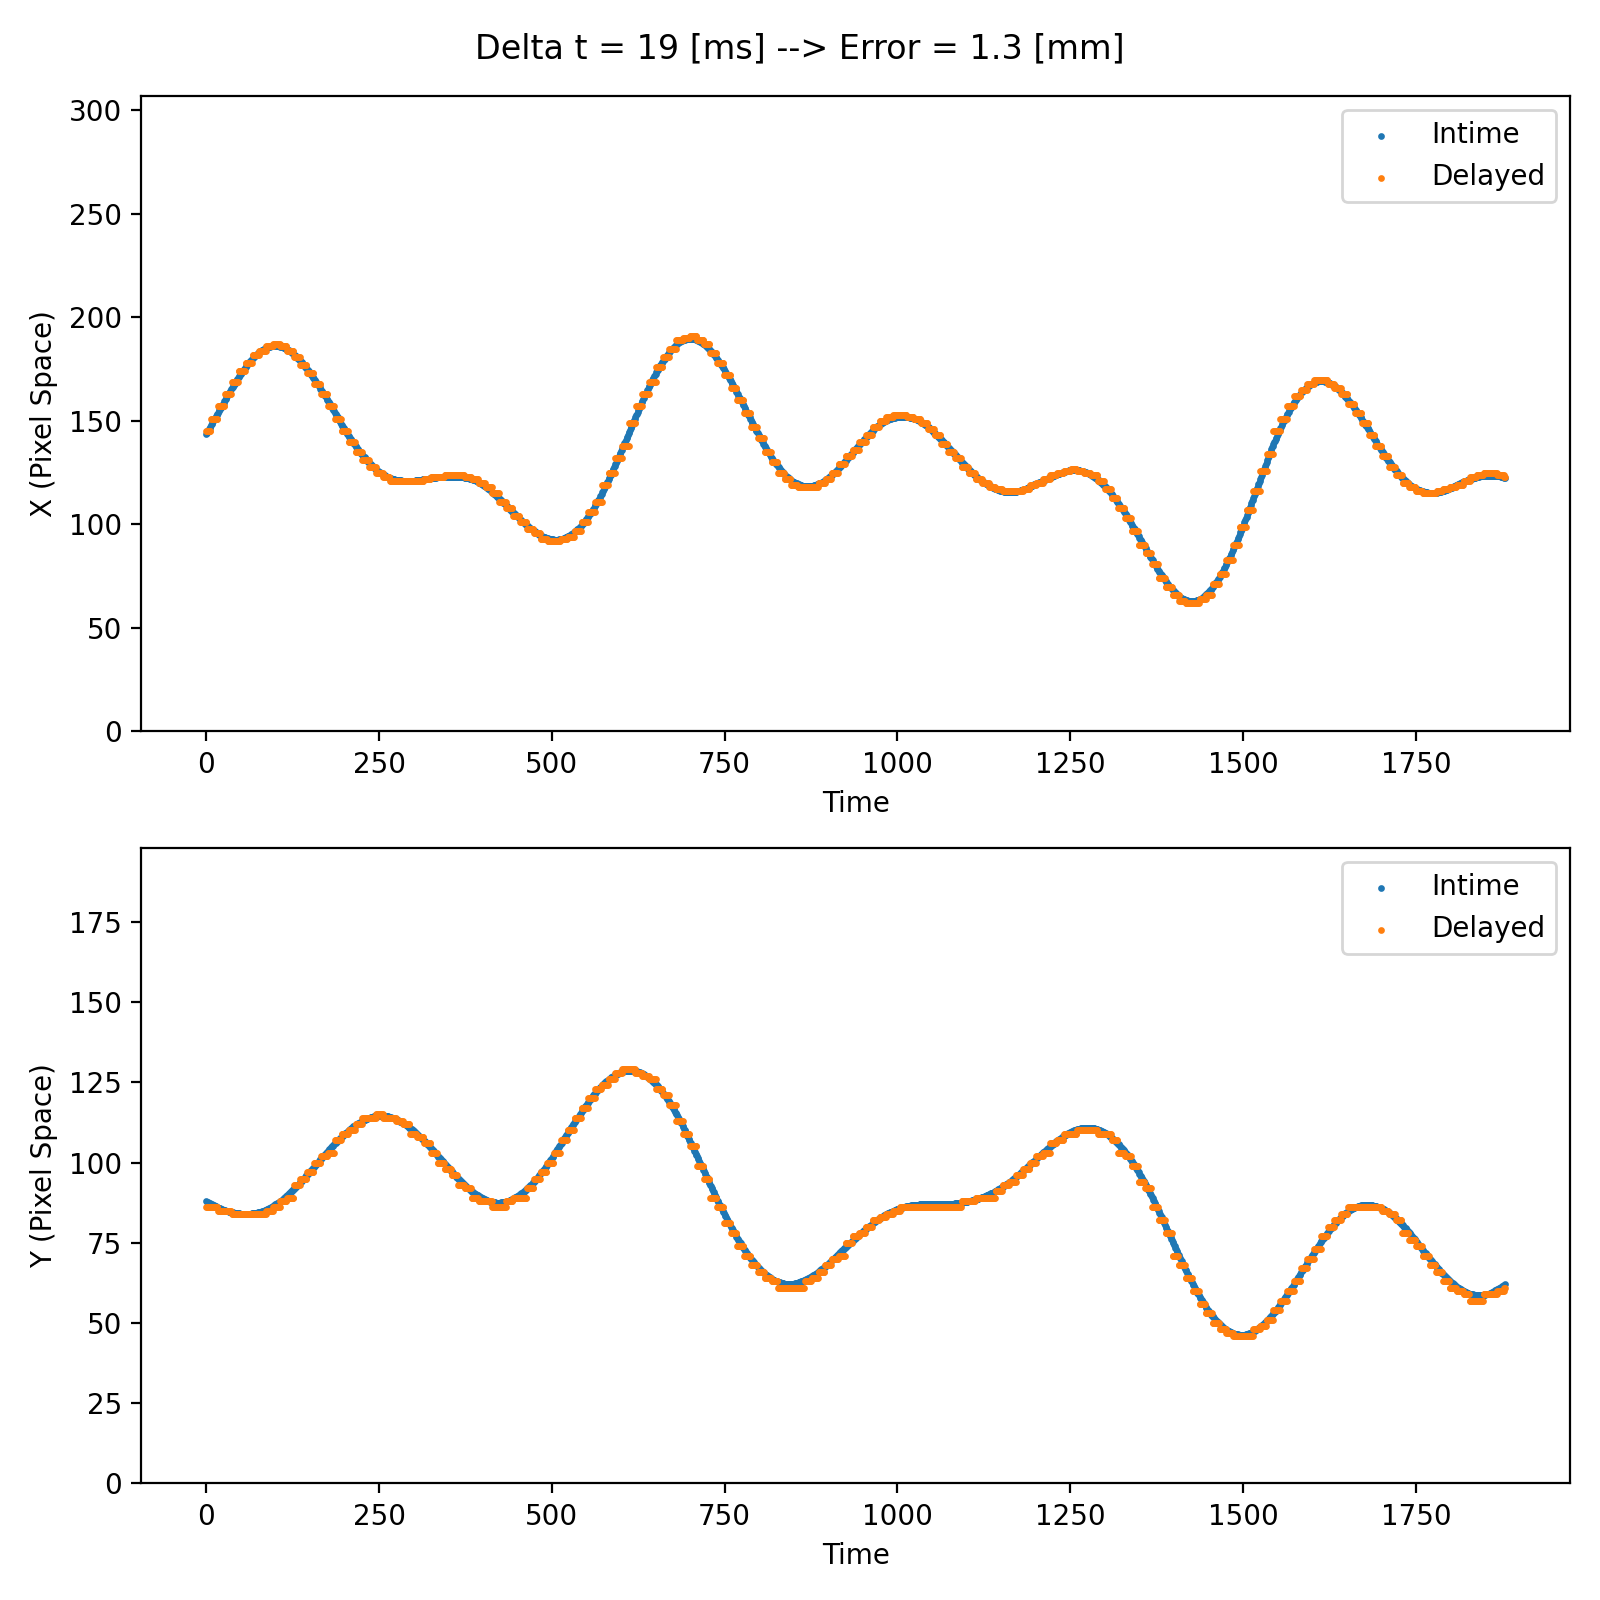 Delta t = 19 [ms] --> Error = 1.3 [mm]
300
250
200
150
100
50
0
X (Pixel Space)
Intime
Delayed
0 250 500 750 1000 1250 1500 1750
Time
175
150
125
100
75
50
25
0
Y (Pixel Space)
Intime
Delayed
0 250 500 750 1000 1250 1500 1750
Time